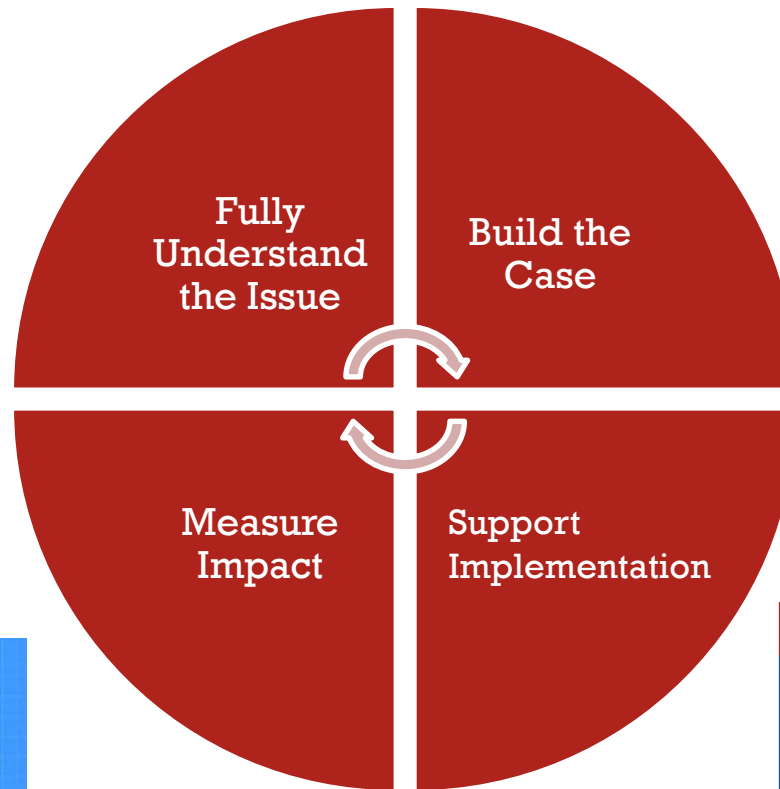 Fully
Understand
the Issue
Build the
Case
Measure
Impact
Support
Implementation